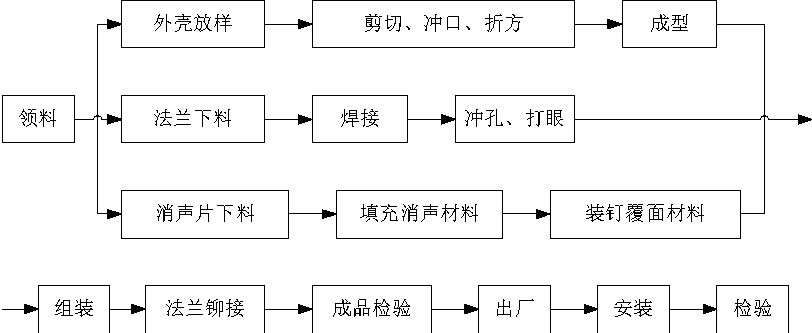 外壳放样 剪切、冲口、折方 成型
领料 法兰下料 焊接 冲孔、打眼
消声片下料 填充消声材料 装钉覆面材料
组装 法兰铆接 成品检验 出厂 安装 检验